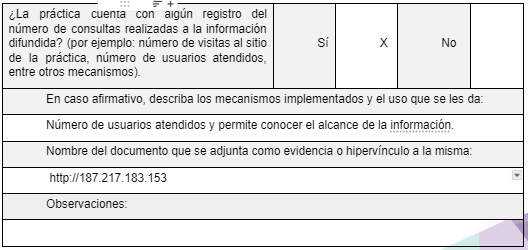 ¿La práctica cuenta con algún registro del
número de consultas realizadas a la información
difundida? (por ejemplo: número de visitas al sitio
de la práctica, número de usuarios atendidos,
entre otros mecanismos).
Sí
X
No
En caso afirmativo, describa los mecanismos implementados y el uso que se les da:
Número de usuarios atendidos y permite conocer el alcance de la información.
Nombre del documento que se adjunta como evidencia o hipervínculo a la misma:
http://187.217.183.153
Observaciones: